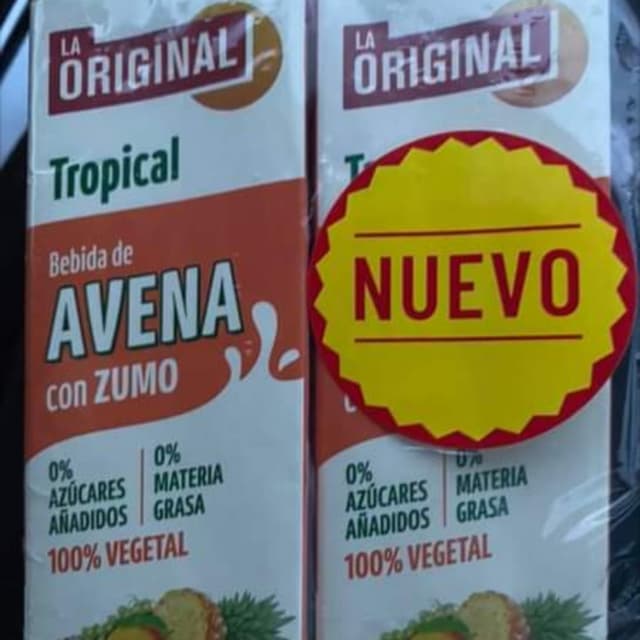 LA
ORIGINAL
Tropical
Bebida de
AVENA
con ZUMO
0%
AZÚCARES
AÑADIDOS
0%
MATERIA
GRASA
100% VEGETAL
LA
ORIGINAL
NUEVO
0%
AZÚCARES
AÑADIDOS
0%
MATERIA
GRASA
100% VEGETAL